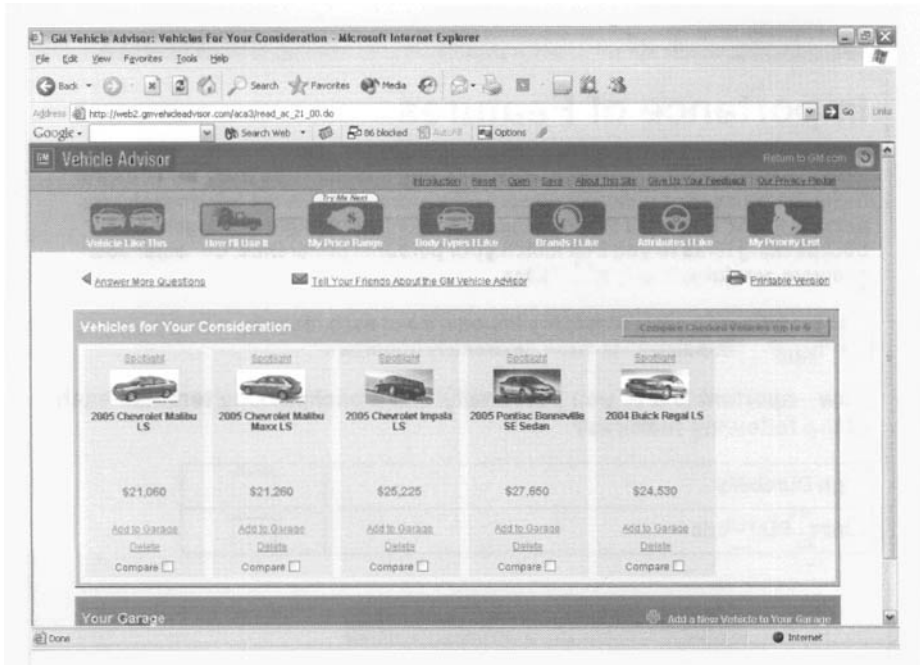 GM Vehicle Advisor: Vehicles For Your Consideration - Microsoft Internet Explorer
File Edit View Favorites Tools Help
Back Search Favorites Media
Address http://web2.gmvehicleadvisor.com/aca3/read_ac_21_00.do Go Links
Google Search Web 86 blocked AutoFill Options
GM Vehicle Advisor Return to GM.com
Introduction Reset Open Save About This Site Give Us Your Feedback Our Privacy Pledge
Try Me Next
Vehicle Like This How I'll Use It My Price Range Body Types I Like Brands I Like Attributes I Like My Priority List
Answer More Questions Tell Your Friends About the GM Vehicle Advisor Printable Version
Vehicles for Your Consideration Compare Checked Vehicles
Spotlight Spotlight Spotlight Spotlight Spotlight
2005 Chevrolet Malibu LS 2005 Chevrolet Malibu Maxx LS 2005 Chevrolet Impala LS 2005 Pontiac Bonneville SE Sedan 2004 Buick Regal LS
$21,060 $21,260 $25,225 $27,650 $24,530
Add to Garage Add to Garage Add to Garage Add to Garage Add to Garage
Delete Delete Delete Delete Delete
Compare Compare Compare Compare Compare
Your Garage Add a New Vehicle to Your Garage
Done Internet